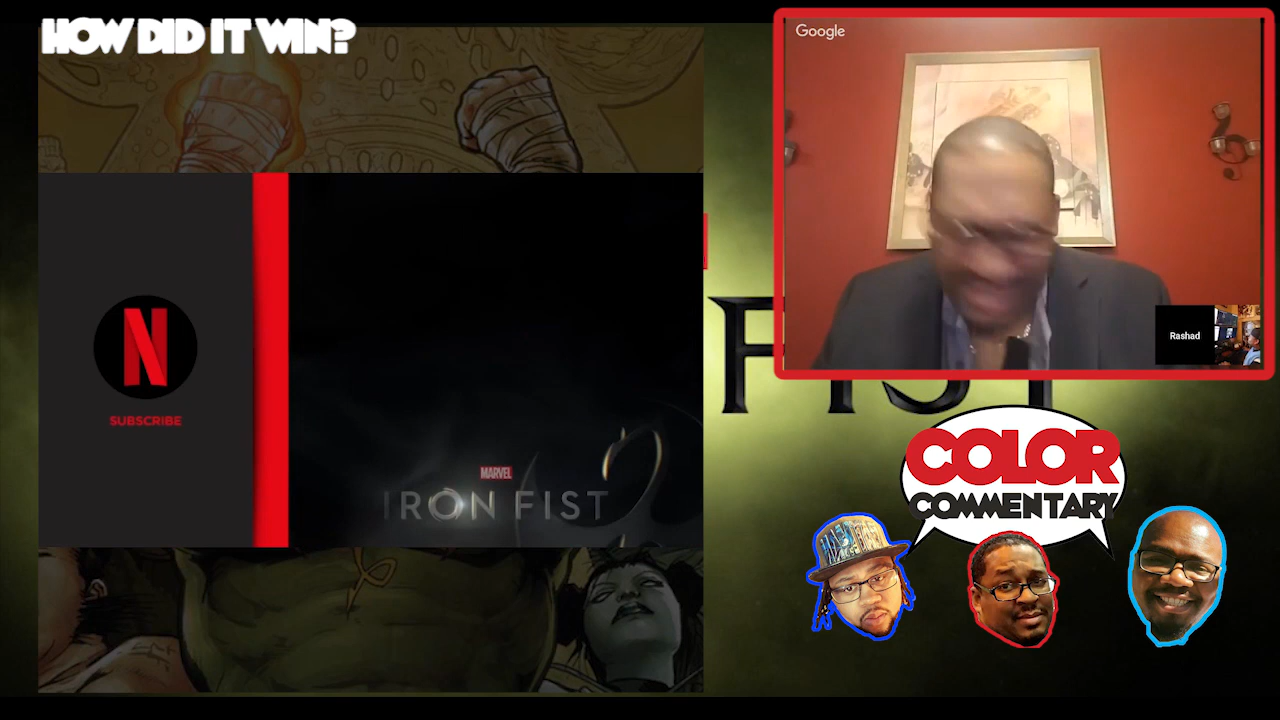 HOW DID IT WIN?
Google
Rashad
N
SUBSCRIBE
MARVEL
IRON FIST
FIST
COLOR
COMMENTARY